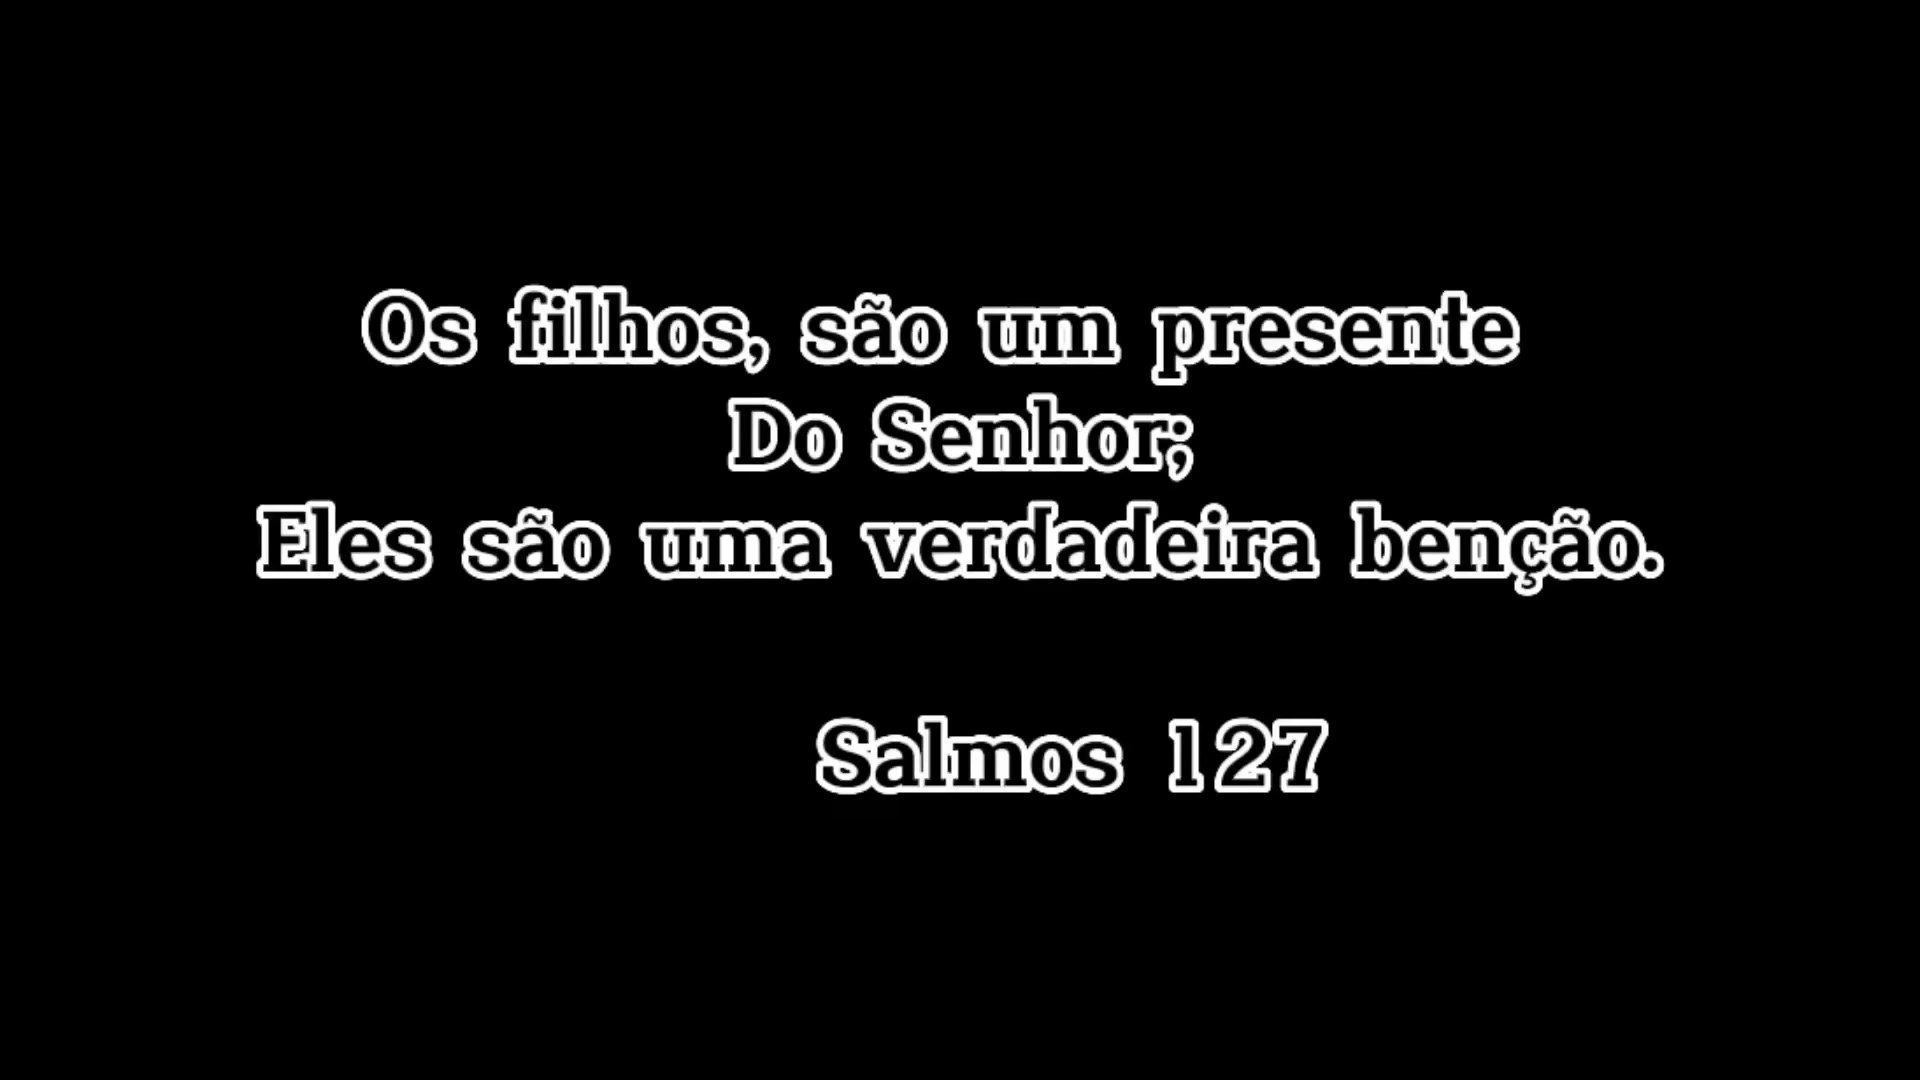 Os filhos, são um presente
Do Senhor;
Eles são uma verdadeira benção.
Salmos 127